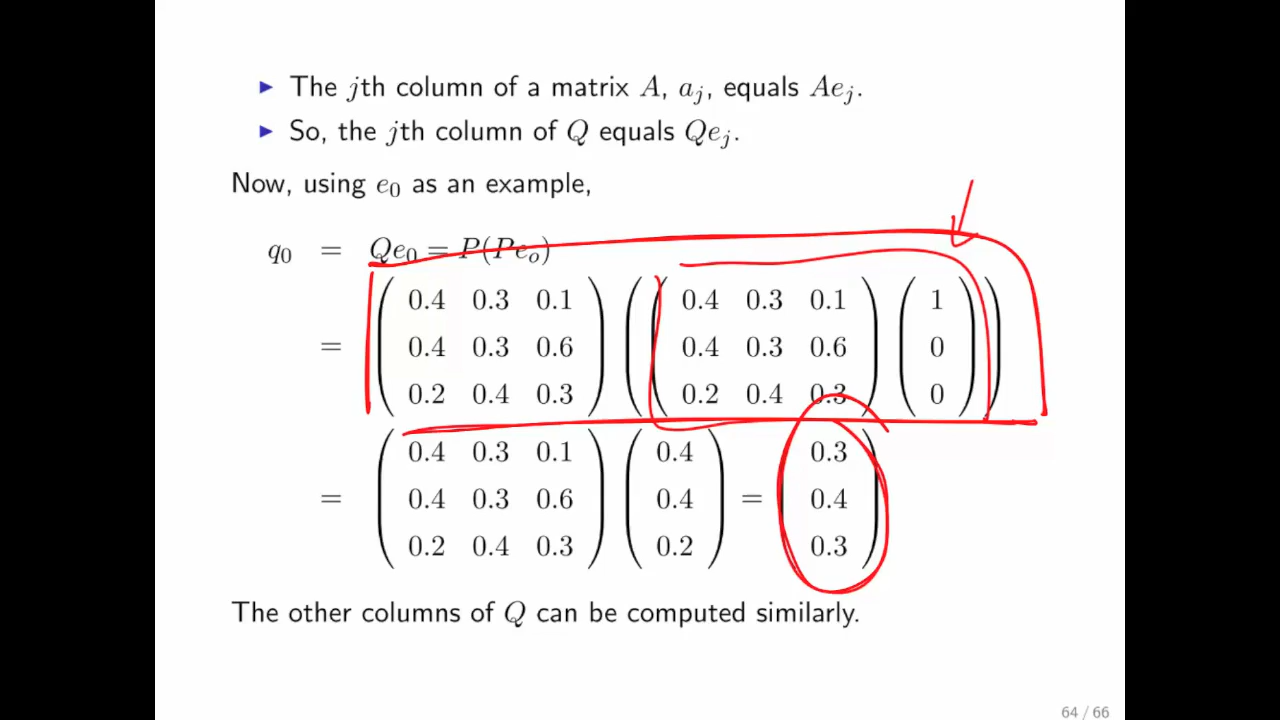 ▶ The jth column of a matrix A, a_j, equals Ae_j.
▶ So, the jth column of Q equals Qe_j.
Now, using e_0 as an example,
q_0 = Qe_0 = P(Pe_o)
= ( 0.4 0.3 0.1 ) ( ( 0.4 0.3 0.1 ) ( 1 ) )
0.4 0.3 0.6 0.4 0.3 0.6 0
0.2 0.4 0.3 0.2 0.4 0.3 0
= ( 0.4 0.3 0.1 ) ( 0.4 ) = ( 0.3 )
0.4 0.3 0.6 0.4 0.4
0.2 0.4 0.3 0.2 0.3
The other columns of Q can be computed similarly.
64 / 66